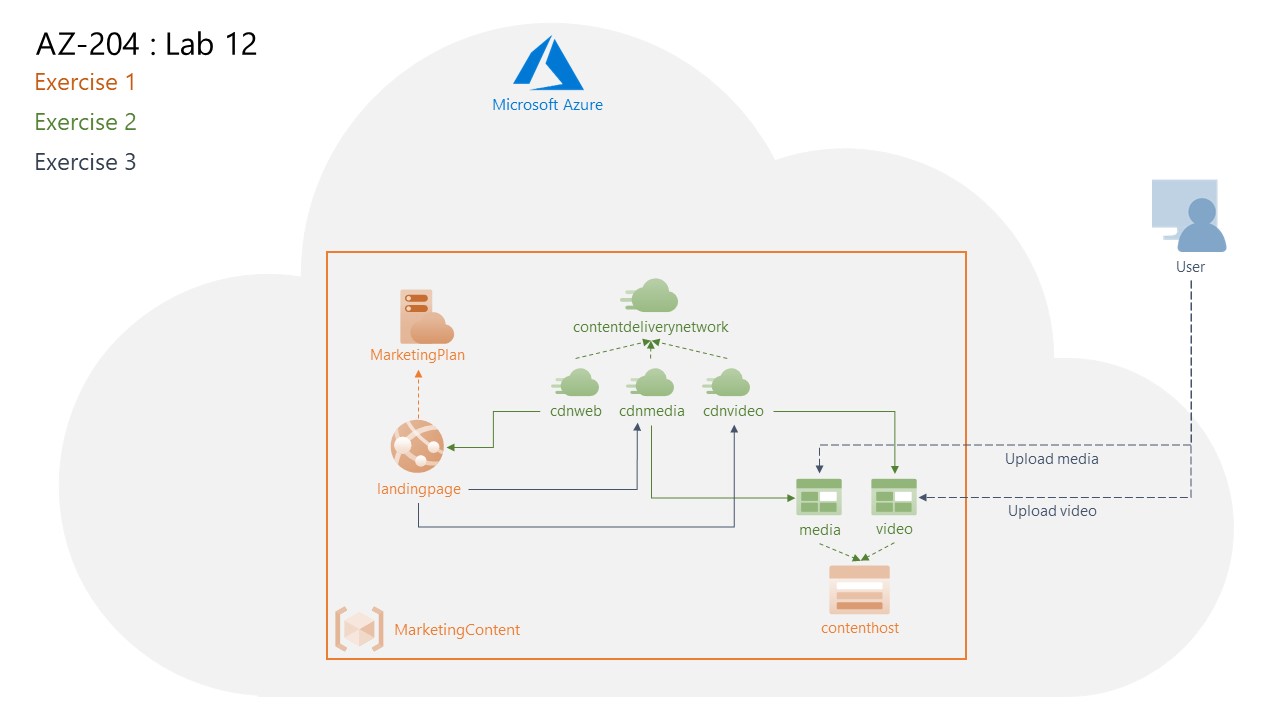 AZ-204 : Lab 12
Exercise 1
Exercise 2
Exercise 3
Microsoft Azure
User
contentdeliverynetwork
MarketingPlan
cdnweb
cdnmedia
cdnvideo
Upload media
landingpage
Upload video
media
video
contenthost
MarketingContent